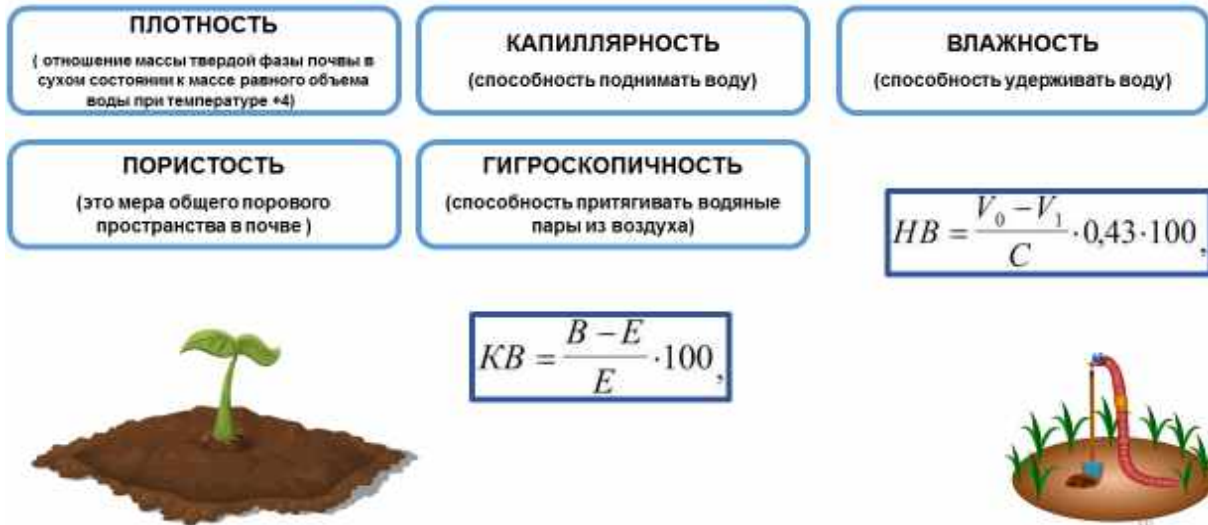 ПЛОТНОСТЬ
( отношение массы твердой фазы почвы в
сухом состоянии к массе равного объема
воды при температуре +4)
КАПИЛЛЯРНОСТЬ
(способность поднимать воду)
ВЛАЖНОСТЬ
(способность удерживать воду)
ПОРИСТОСТЬ
(это мера общего порового
пространства в почве )
ГИГРОСКОПИЧНОСТЬ
(способность притягивать водяные
пары из воздуха)
НВ = (V₀ – V₁) / C · 0,43 · 100 ,
КВ = (В – Е) / Е · 100 ,